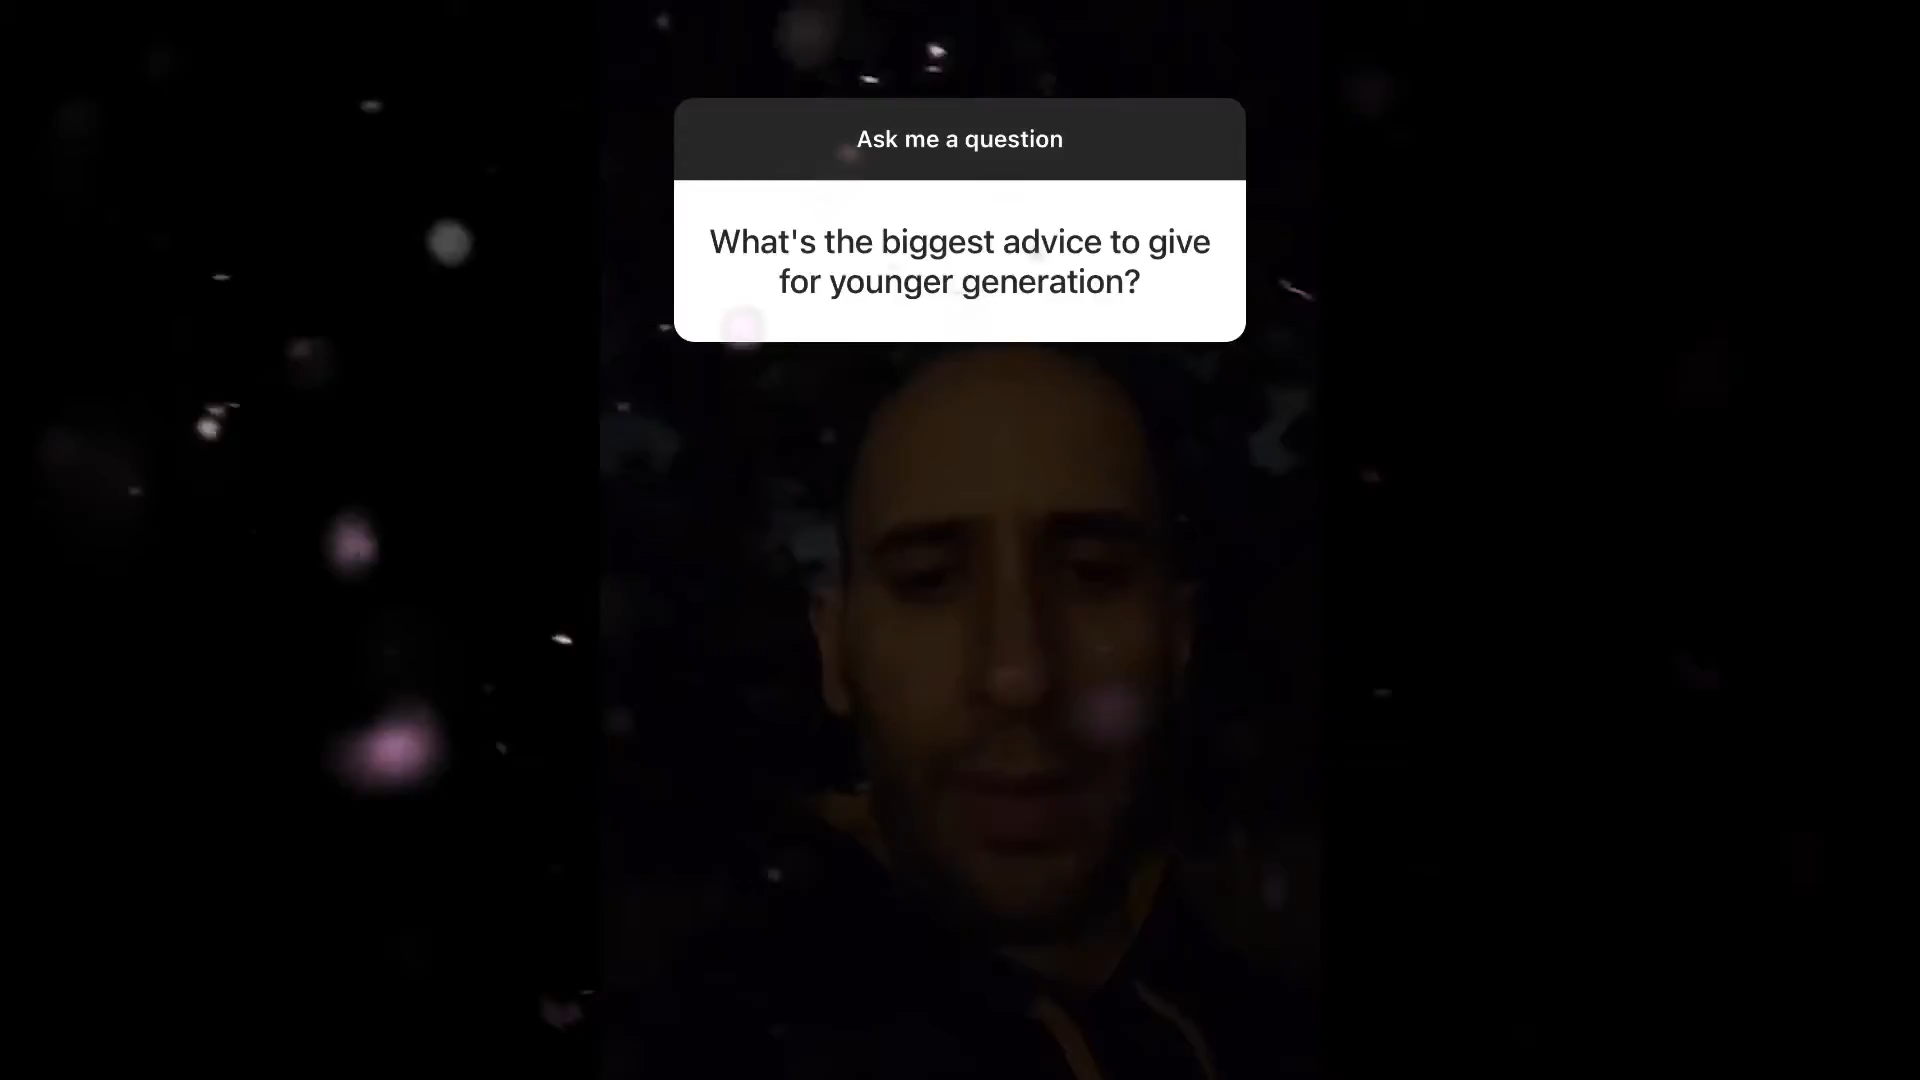 Ask me a question
What's the biggest advice to give
for younger generation?